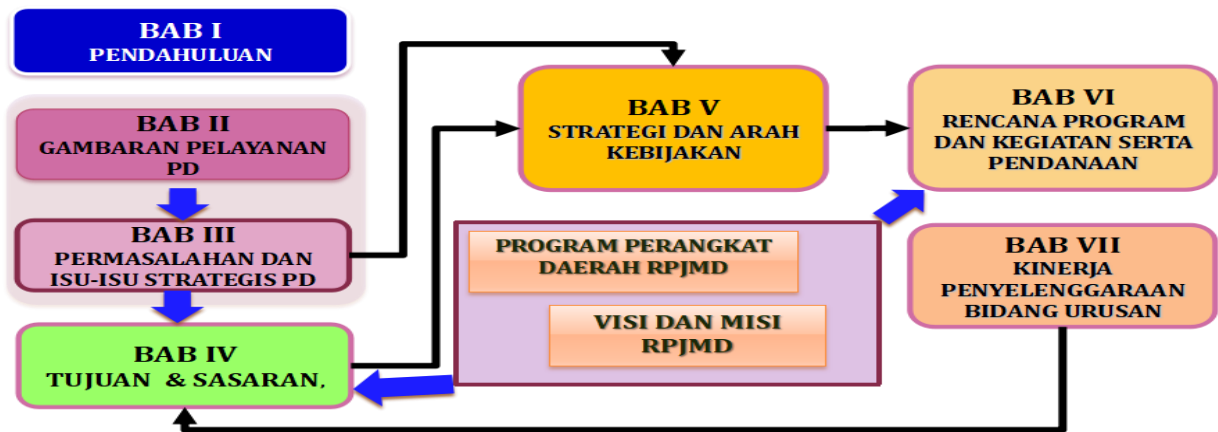 BAB I
PENDAHULUAN
BAB II
GAMBARAN PELAYANAN
PD
BAB III
PERMASALAHAN DAN
ISU-ISU STRATEGIS PD
BAB IV
TUJUAN & SASARAN,
BAB V
STRATEGI DAN ARAH
KEBIJAKAN
PROGRAM PERANGKAT
DAERAH RPJMD
VISI DAN MISI
RPJMD
BAB VI
RENCANA PROGRAM
DAN KEGIATAN SERTA
PENDANAAN
BAB VII
KINERJA
PENYELENGGARAAN
BIDANG URUSAN